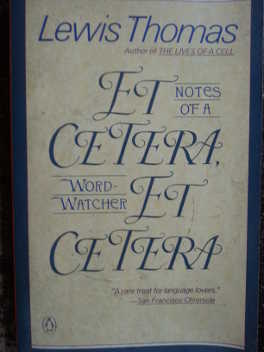 Lewis Thomas
Author of THE LIVES OF A CELL
ET
NOTES
OF A
CETERA,
WORD-
WATCHER
ET
CETERA
"A rare treat for language lovers."
—San Francisco Chronicle